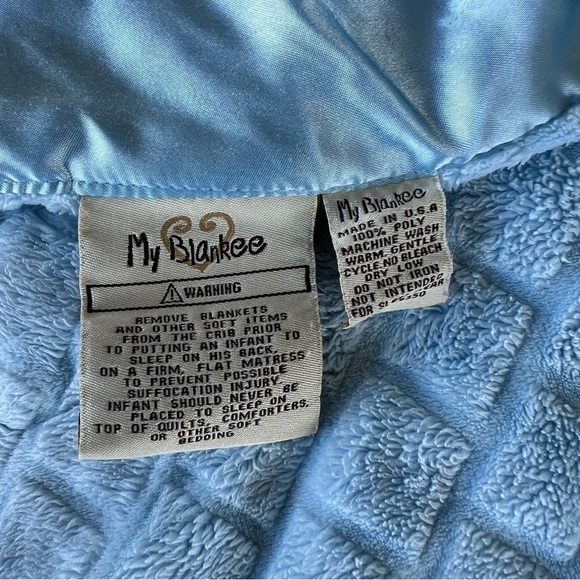 My Blankee
WARNING
REMOVE BLANKETS
AND OTHER SOFT ITEMS
FROM THE CRIB PRIOR
TO PUTTING AN INFANT TO
SLEEP ON HIS BACK,
ON A FIRM, FLAT MATRESS
TO PREVENT POSSIBLE
SUFFOCATION INJURY.
INFANT SHOULD NEVER BE
PLACED TO SLEEP ON
TOP OF QUILTS, COMFORTERS,
OR OTHER SOFT
BEDDING
My Blankee
MADE IN U.S.A
100% POLY
MACHINE WASH
WARM, GENTLE
CYCLE.NO BLEACH
DRY LOW
DO NOT IRON
NOT INTENDED
FOR